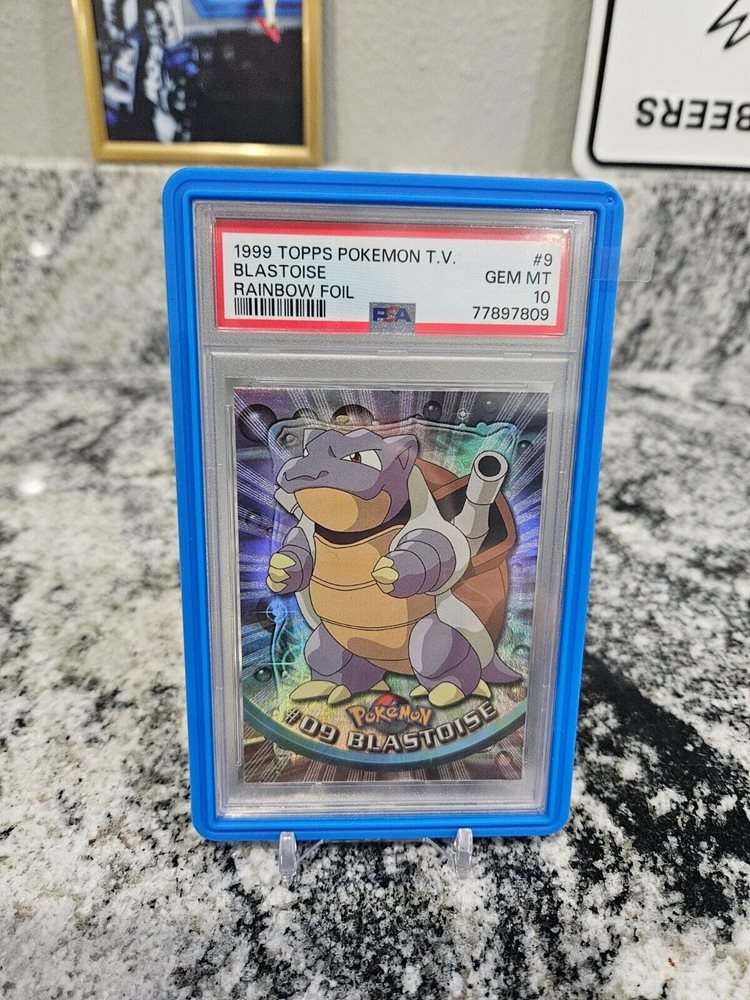 BEERS
1999 TOPPS POKEMON T.V. #9
BLASTOISE GEM MT
RAINBOW FOIL 10
PSA 77897809
POKéMON
#09 BLASTOISE